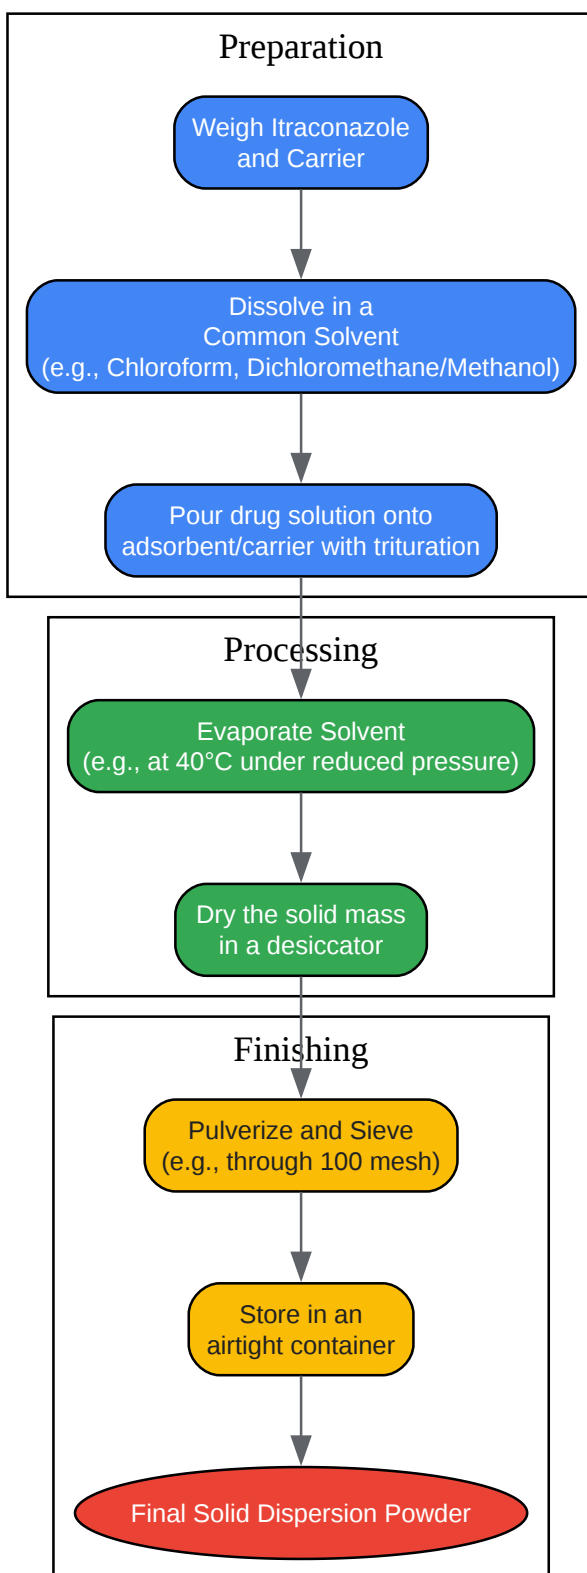 Preparation
Weigh Itraconazole
and Carrier
Dissolve in a
Common Solvent
(e.g., Chloroform, Dichloromethane/Methanol)
Pour drug solution onto
adsorbent/carrier with trituration
Processing
Evaporate Solvent
(e.g., at 40°C under reduced pressure)
Dry the solid mass
in a desiccator
Finishing
Pulverize and Sieve
(e.g., through 100 mesh)
Store in an
airtight container
Final Solid Dispersion Powder